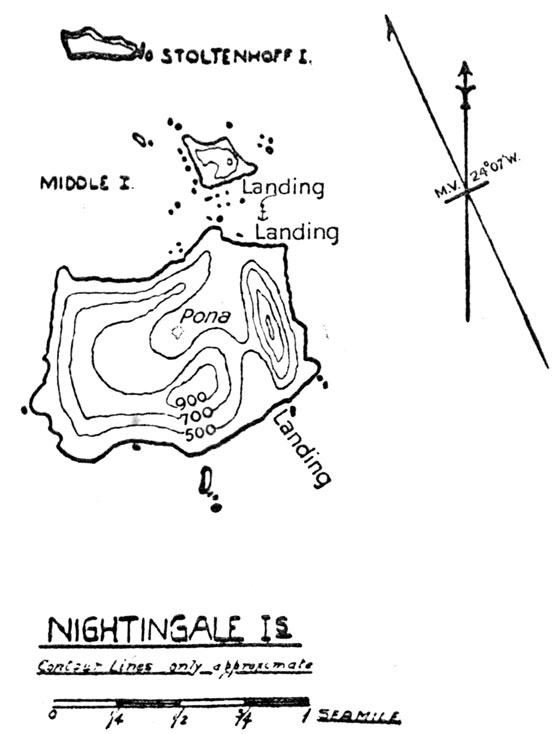 STOLTENHOFF I.
M.V. 24°07'W.
MIDDLE I.
Landing
Landing
Pona
900
700
500
Landing
NIGHTINGALE IS
Contour Lines only approximate
0 1/4 1/2 3/4 1 SEAMILE